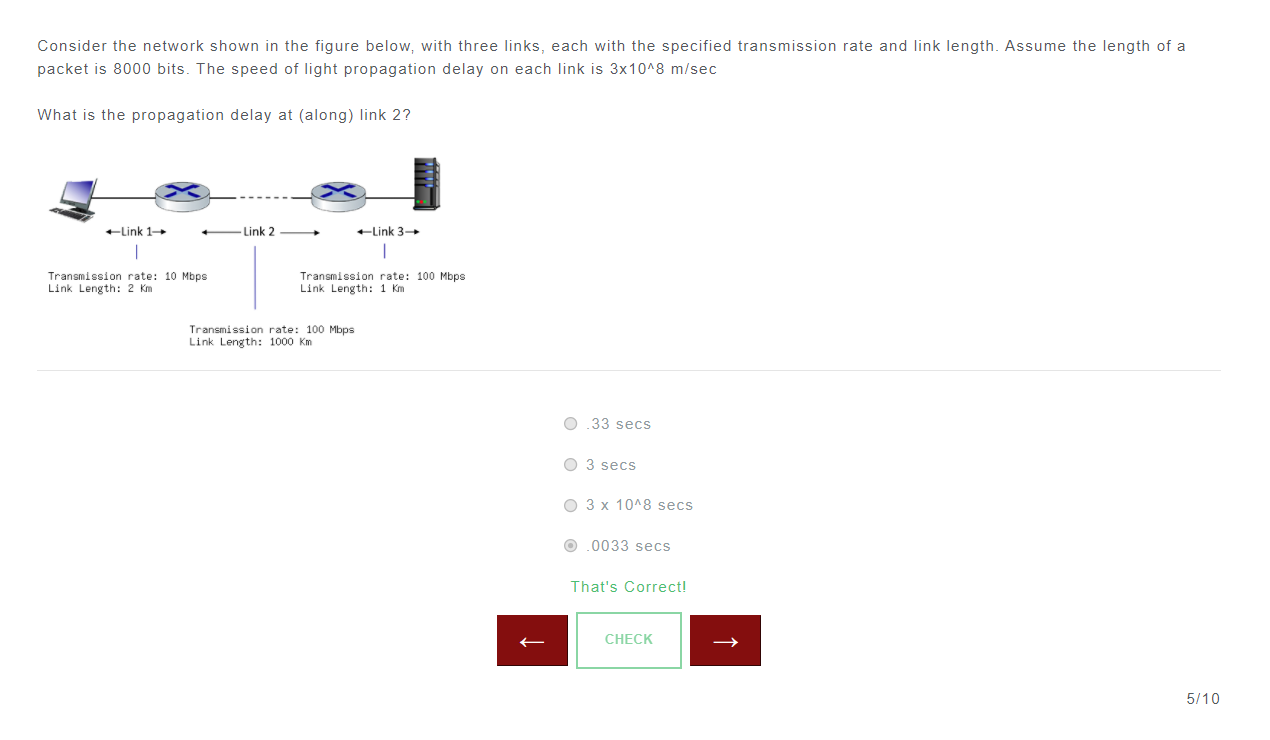 Consider the network shown in the figure below, with three links, each with the specified transmission rate and link length. Assume the length of a
packet is 8000 bits. The speed of light propagation delay on each link is 3x10^8 m/sec
What is the propagation delay at (along) link 2?
←Link 1→
← Link 2 →
←Link 3→
Transmission rate: 10 Mbps
Link Length: 2 Km
Transmission rate: 100 Mbps
Link Length: 1 Km
Transmission rate: 100 Mbps
Link Length: 1000 Km
.33 secs
3 secs
3 x 10^8 secs
.0033 secs
That's Correct!
← CHECK →
5/10